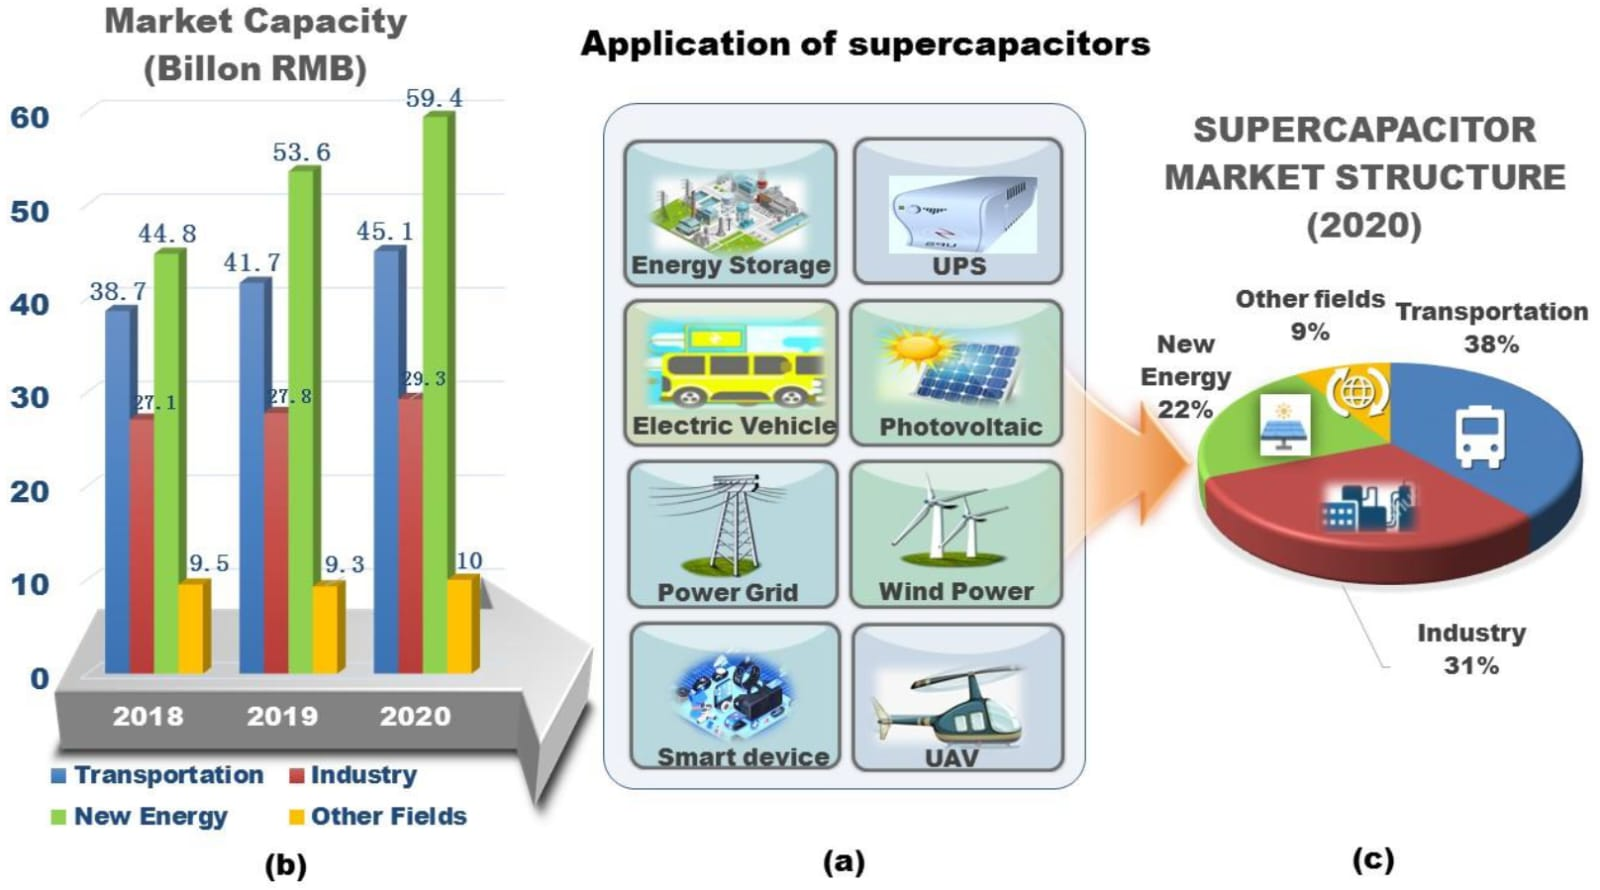 Market Capacity
(Billon RMB)
60
50
40
30
20
10
0
38.7
27.1
44.8
9.5
41.7
27.8
53.6
9.3
45.1
29.3
59.4
10
2018
2019
2020
Transportation
Industry
New Energy
Other Fields
(b)
Application of supercapacitors
Energy Storage
UPS
Electric Vehicle
Photovoltaic
Power Grid
Wind Power
Smart device
UAV
(a)
SUPERCAPACITOR
MARKET STRUCTURE
(2020)
Other fields
9%
Transportation
38%
New
Energy
22%
Industry
31%
(c)